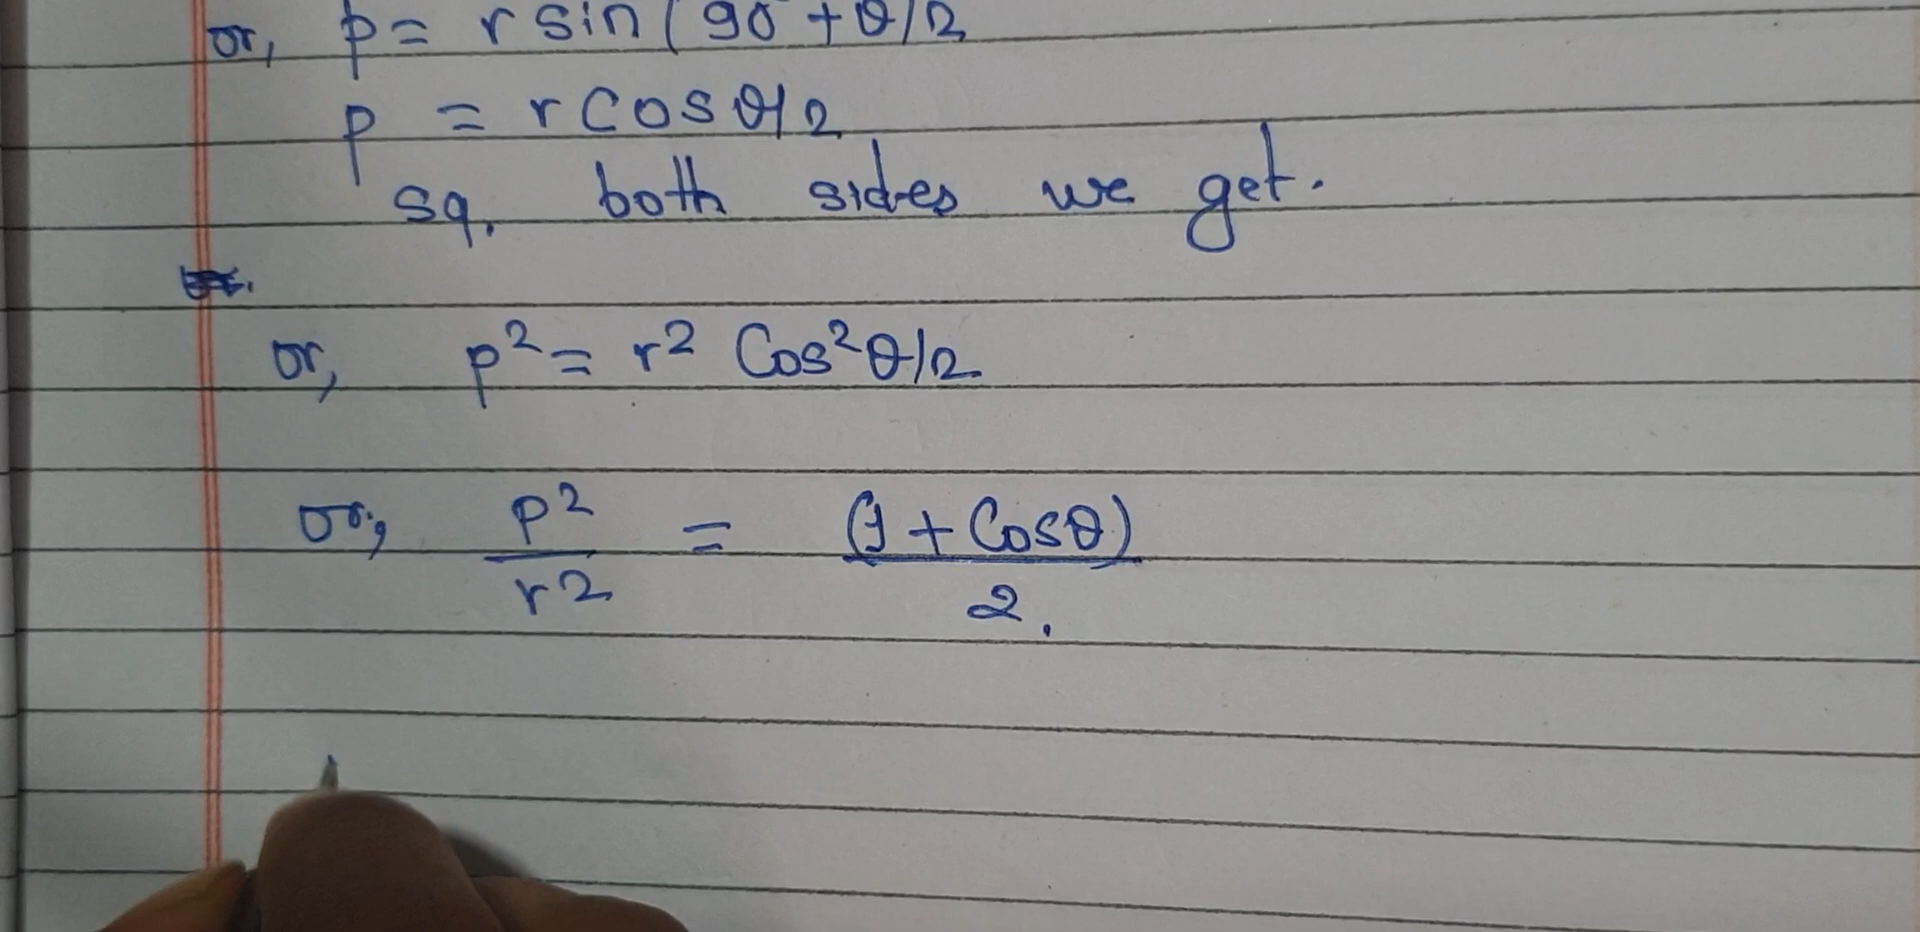 or, p = r sin (90 + θ/2
p = r Cos θ/2
sq. both sides we get.
or, p² = r² Cos² θ/2
or, p²/r² = (1 + Cosθ)/2.